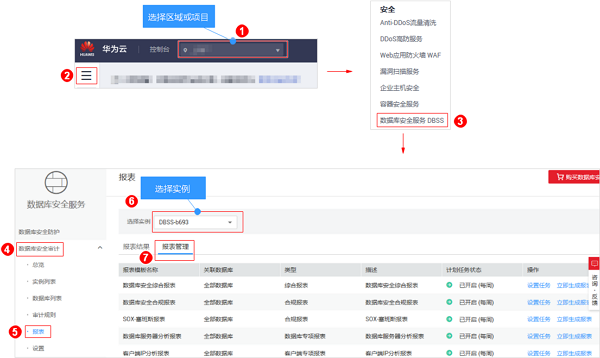 选择区域或项目
1
HUAWEI
华为云
控制台
2
安全
Anti-DDoS流量清洗
DDoS高防服务
Web应用防火墙 WAF
漏洞扫描服务
企业主机安全
容器安全服务
数据库安全服务 DBSS
3
数据库安全服务
数据库安全防护
4
数据库安全审计
总览
实例列表
数据库列表
审计规则
5
报表
设置
报表
购买数据库安
6
选择实例
选择实例
DBSS-b693
报表结果
报表管理
7
报表模板名称 关联数据库 类型 描述 计划任务状态 操作
数据库安全综合报表 全部数据库 综合报表 数据库安全综合报表 已开启 (每周) 设置任务 立即生成报表
数据库安全合规报表 全部数据库 合规报表 数据库安全合规报表 已开启 (每周) 设置任务 立即生成报表
SOX-塞班斯报表 全部数据库 合规报表 SOX-塞班斯报表 已开启 (每周) 设置任务 立即生成报表
数据库服务器分析报表 全部数据库 数据库专项报表 数据库服务器分析报表 已开启 (每周) 设置任务 立即生成报表
客户端IP分析报表 全部数据库 客户端专项报表 客户端IP分析报表 已开启 (每周) 设置任务 立即生成报表
咨询·反馈